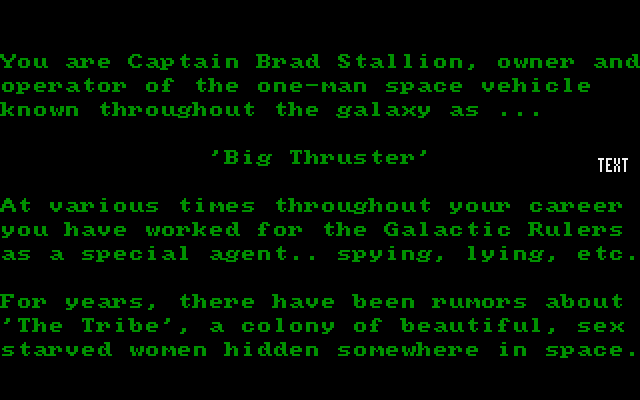 You are Captain Brad Stallion, owner and
operator of the one-man space vehicle
known throughout the galaxy as ...
'Big Thruster'
TEXT
At various times throughout your career
you have worked for the Galactic Rulers
as a special agent.. spying, lying, etc.
For years, there have been rumors about
'The Tribe', a colony of beautiful, sex
starved women hidden somewhere in space.